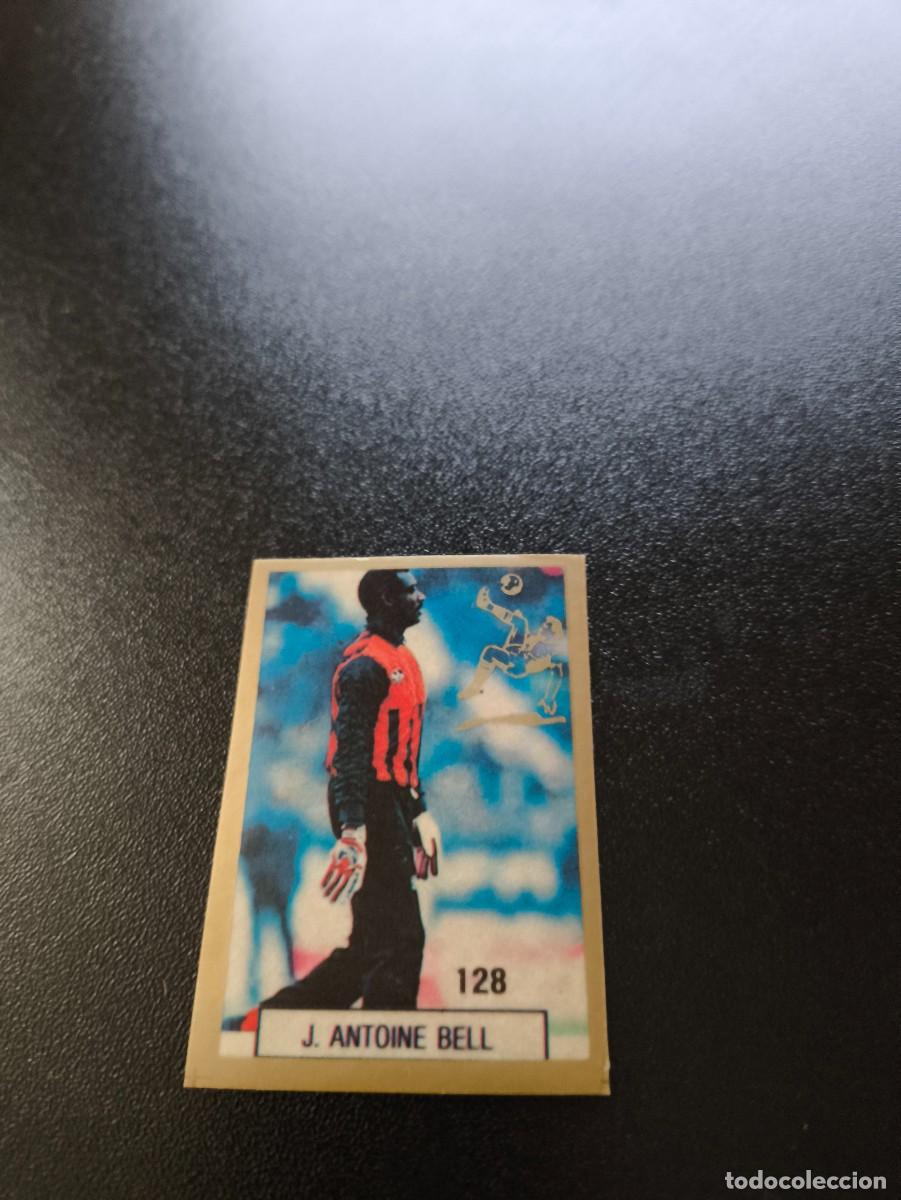 128
J. ANTOINE BELL
todocoleccion